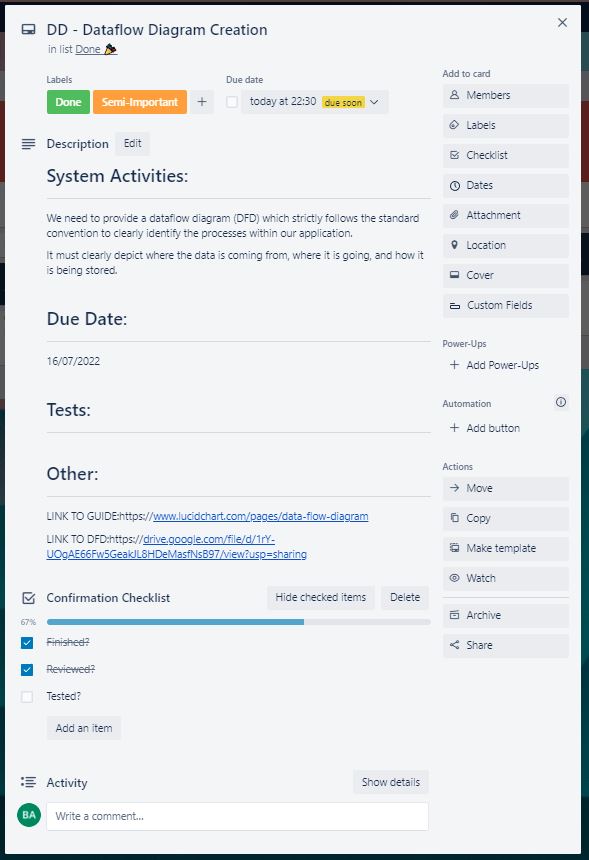 DD - Dataflow Diagram Creation
in list Done
Labels
Done
Semi-Important
Due date
today at 22:30 due soon
Description
Edit
System Activities:
We need to provide a dataflow diagram (DFD) which strictly follows the standard
convention to clearly identify the processes within our application.
It must clearly depict where the data is coming from, where it is going, and how it
is being stored.
Due Date:
16/07/2022
Tests:
Other:
LINK TO GUIDE:https://www.lucidchart.com/pages/data-flow-diagram
LINK TO DFD:https://drive.google.com/file/d/1rY-
UOgAE66Fw5GeakJL8HDeMasfNsB97/view?usp=sharing
Confirmation Checklist
Hide checked items
Delete
67%
Finished?
Reviewed?
Tested?
Add an item
Activity
Show details
BA
Write a comment...
Add to card
Members
Labels
Checklist
Dates
Attachment
Location
Cover
Custom Fields
Power-Ups
+ Add Power-Ups
Automation
+ Add button
Actions
Move
Copy
Make template
Watch
Archive
Share